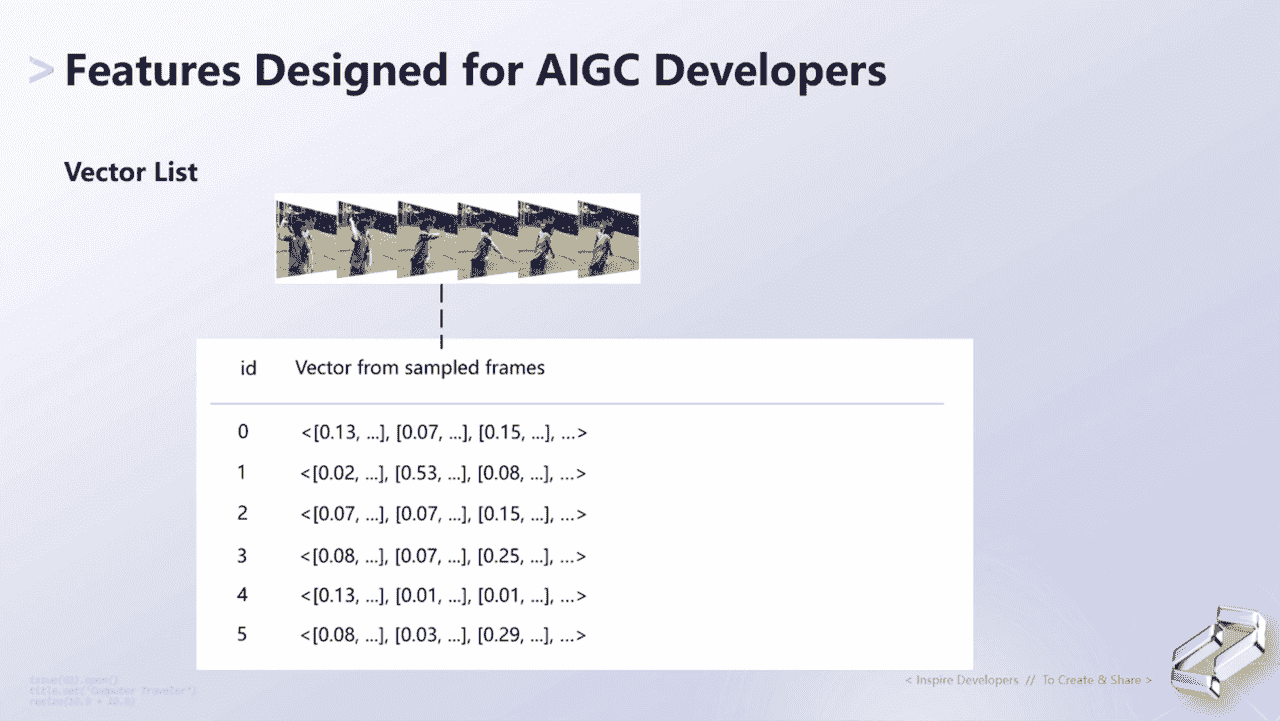 > Features Designed for AIGC Developers
Vector List
id Vector from sampled frames
0 <[0.13, ...], [0.07, ...], [0.15, ...], ...>
1 <[0.02, ...], [0.53, ...], [0.08, ...], ...>
2 <[0.07, ...], [0.07, ...], [0.15, ...], ...>
3 <[0.08, ...], [0.07, ...], [0.25, ...], ...>
4 <[0.13, ...], [0.01, ...], [0.01, ...], ...>
5 <[0.08, ...], [0.03, ...], [0.29, ...], ...>
< Inspire Developers // To Create & Share >